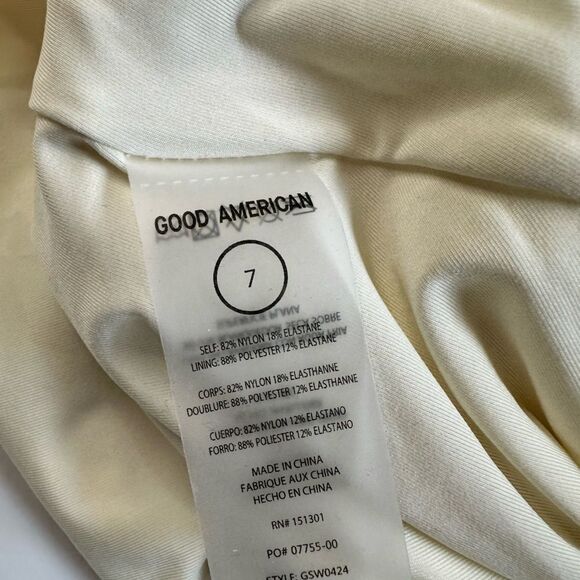 GOOD AMERICAN
7
SELF: 82% NYLON 18% ELASTANE
LINING: 88% POLYESTER 12% ELASTANE
CORPS: 82% NYLON 18% ELASTHANNE
DOUBLURE: 88% POLYESTER 12% ELASTHANNE
CUERPO: 82% NYLON 12% ELASTANO
FORRO: 88% POLIESTER 12% ELASTANO
MADE IN CHINA
FABRIQUE AUX CHINA
HECHO EN CHINA
RN# 151301
PO# 07755-00
STYLE: GSW0424